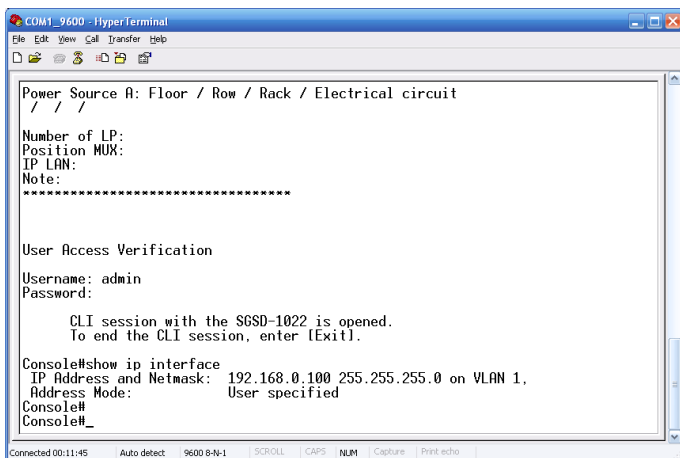 COM1_9600 - HyperTerminal
File Edit View Call Transfer Help
Power Source A: Floor / Row / Rack / Electrical circuit
/ / /
Number of LP:
Position MUX:
IP LAN:
Note:
**********************************
User Access Verification
Username: admin
Password:
CLI session with the SGSD-1022 is opened.
To end the CLI session, enter [Exit].
Console#show ip interface
IP Address and Netmask: 192.168.0.100 255.255.255.0 on VLAN 1,
Address Mode: User specified
Console#
Console#_
Connected 00:11:45 Auto detect 9600 8-N-1 SCROLL CAPS NUM Capture Print echo